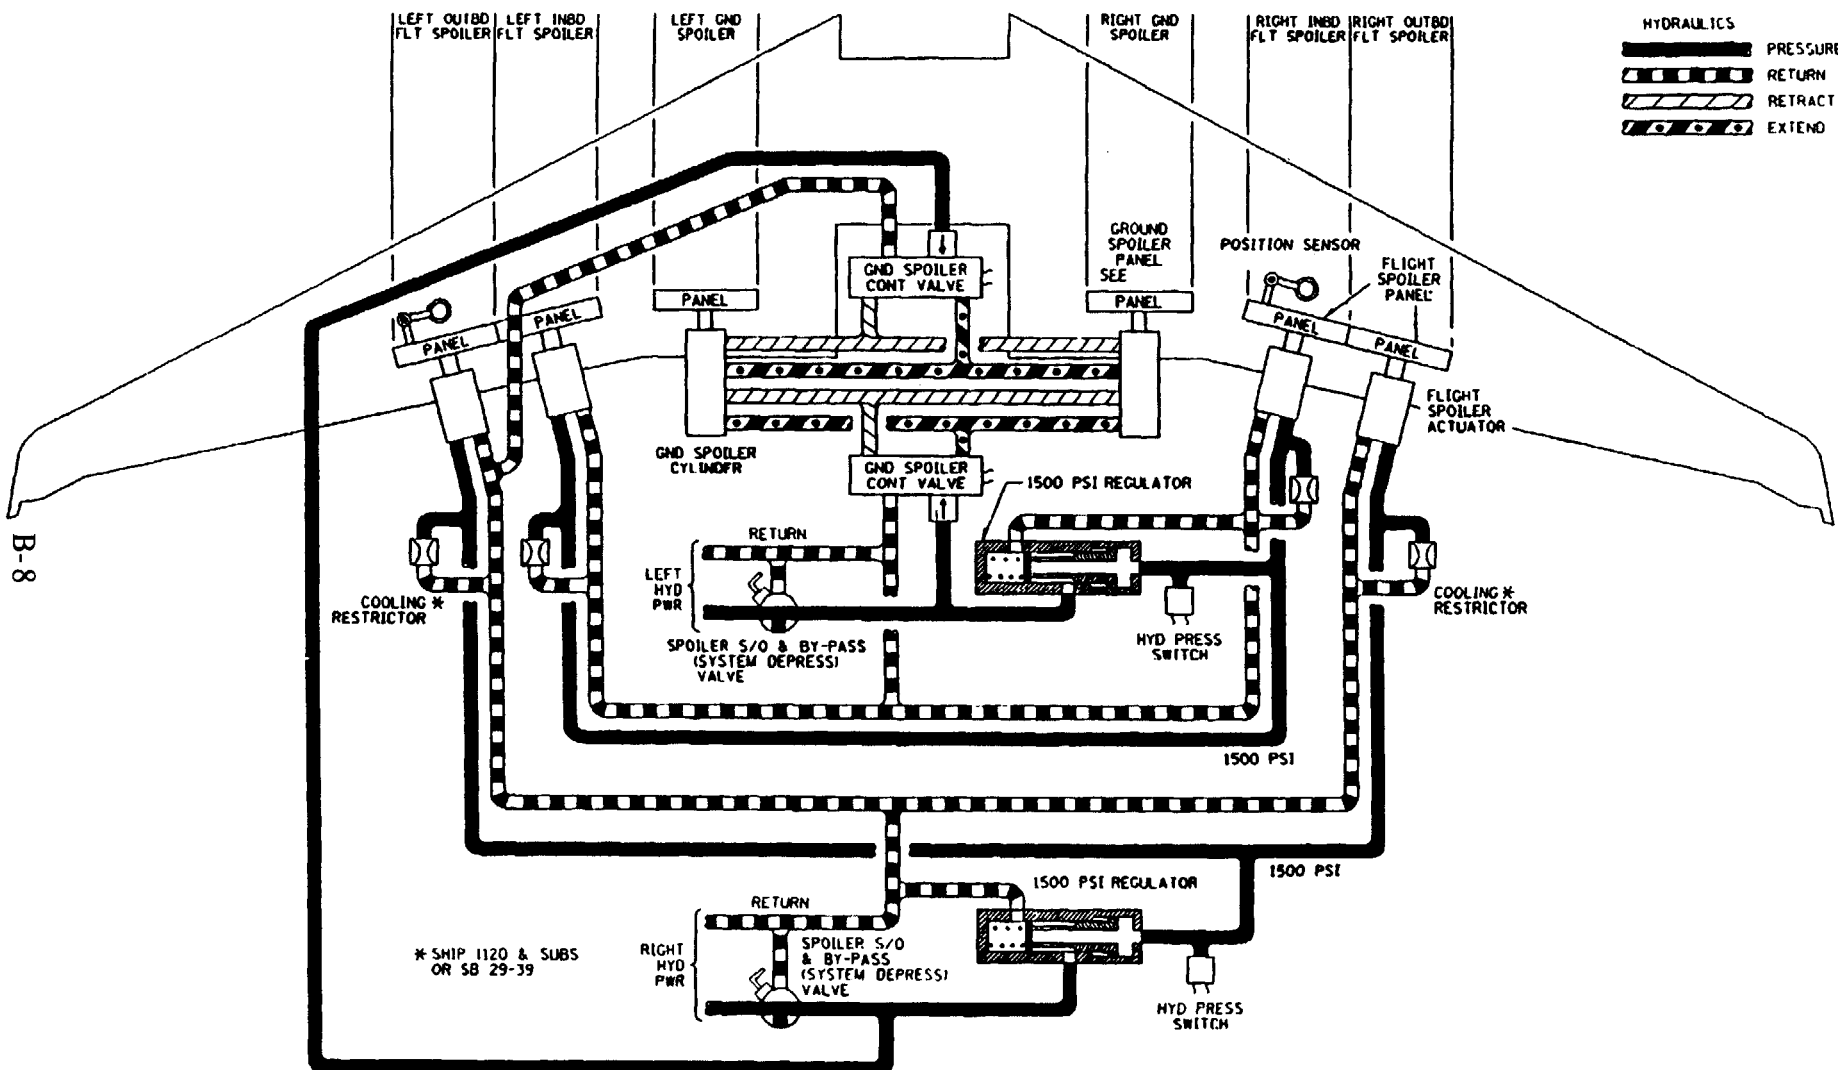 LEFT OUTBD
FLT SPOILER
LEFT INBD
FLT SPOILER
LEFT GND
SPOILER
RIGHT GND
SPOILER
RIGHT INBD
FLT SPOILER
RIGHT OUTBD
FLT SPOILER
HYDRAULICS
PRESSURE
RETURN
RETRACT
EXTEND
GROUND
SPOILER
PANEL
SEE
POSITION SENSOR
FLIGHT
SPOILER
PANEL
GND SPOILER
CONT VALVE
PANEL
PANEL
PANEL
PANEL
PANEL
PANEL
FLIGHT
SPOILER
ACTUATOR
GND SPOILER
CYLINDER
GND SPOILER
CONT VALVE
1500 PSI REGULATOR
RETURN
LEFT
HYD
PWR
COOLING *
RESTRICTOR
COOLING *
RESTRICTOR
HYD PRESS
SWITCH
SPOILER S/O & BY-PASS
(SYSTEM DEPRESS)
VALVE
1500 PSI
1500 PSI
1500 PSI REGULATOR
RETURN
RIGHT
HYD
PWR
SPOILER S/O
& BY-PASS
(SYSTEM DEPRESS)
VALVE
* SHIP 1120 & SUBS
OR SB 29-39
HYD PRESS
SWITCH
B-8